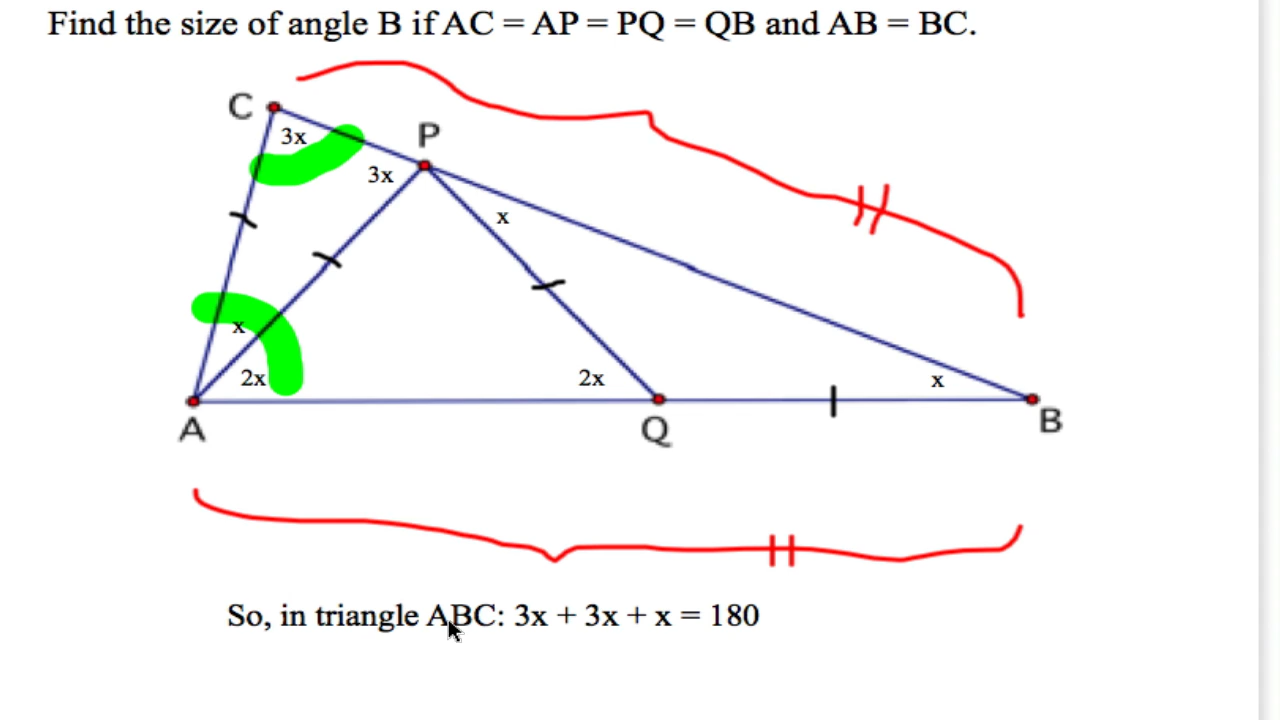 Find the size of angle B if AC = AP = PQ = QB and AB = BC.
C
3x
P
3x
x
x
2x
2x
x
A
Q
B
So, in triangle ABC: 3x + 3x + x = 180